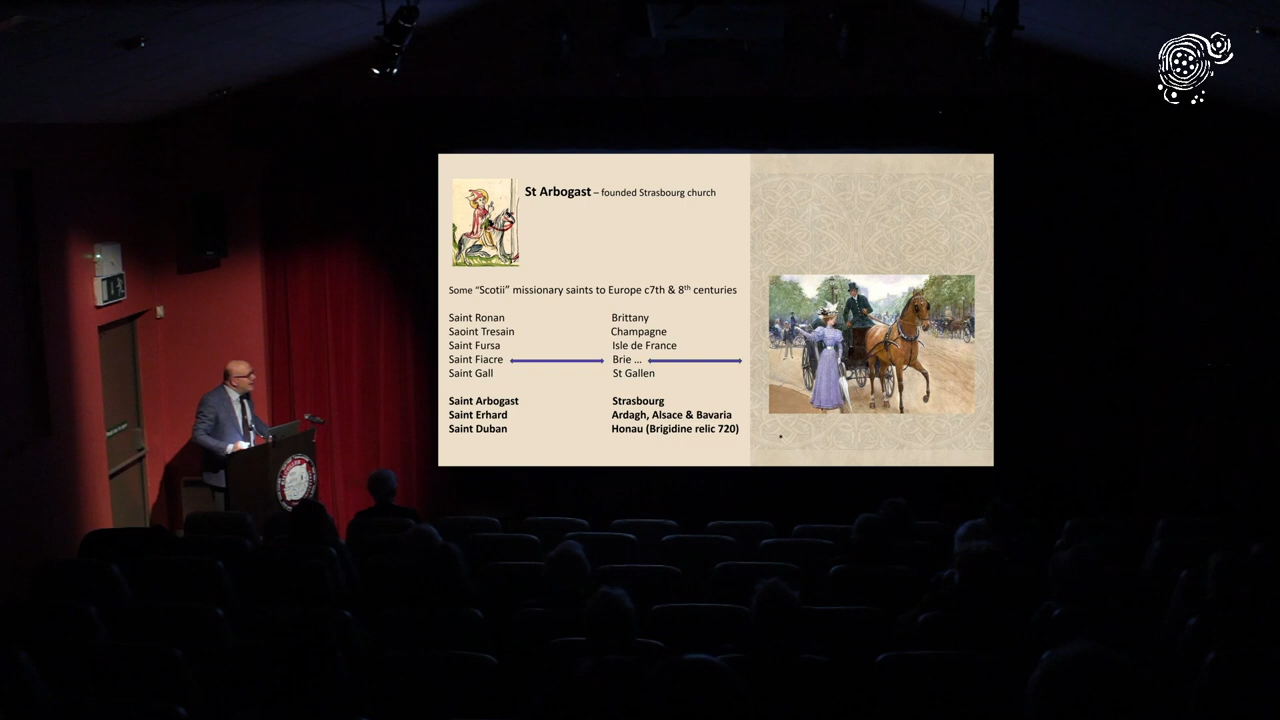 St Arbogast – founded Strasbourg church
Some “Scotii” missionary saints to Europe c7th & 8th centuries
Saint Ronan Brittany
Saoint Tresain Champagne
Saint Fursa Isle de France
Saint Fiacre Brie ...
Saint Gall St Gallen
Saint Arbogast Strasbourg
Saint Erhard Ardagh, Alsace & Bavaria
Saint Duban Honau (Brigidine relic 720)